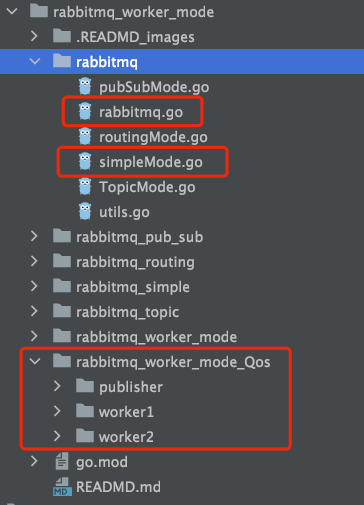 rabbitmq_worker_mode
.READMD_images
rabbitmq
pubSubMode.go
rabbitmq.go
routingMode.go
simpleMode.go
TopicMode.go
utils.go
rabbitmq_pub_sub
rabbitmq_routing
rabbitmq_simple
rabbitmq_topic
rabbitmq_worker_mode
rabbitmq_worker_mode_Qos
publisher
worker1
worker2
go.mod
MD READMD.md